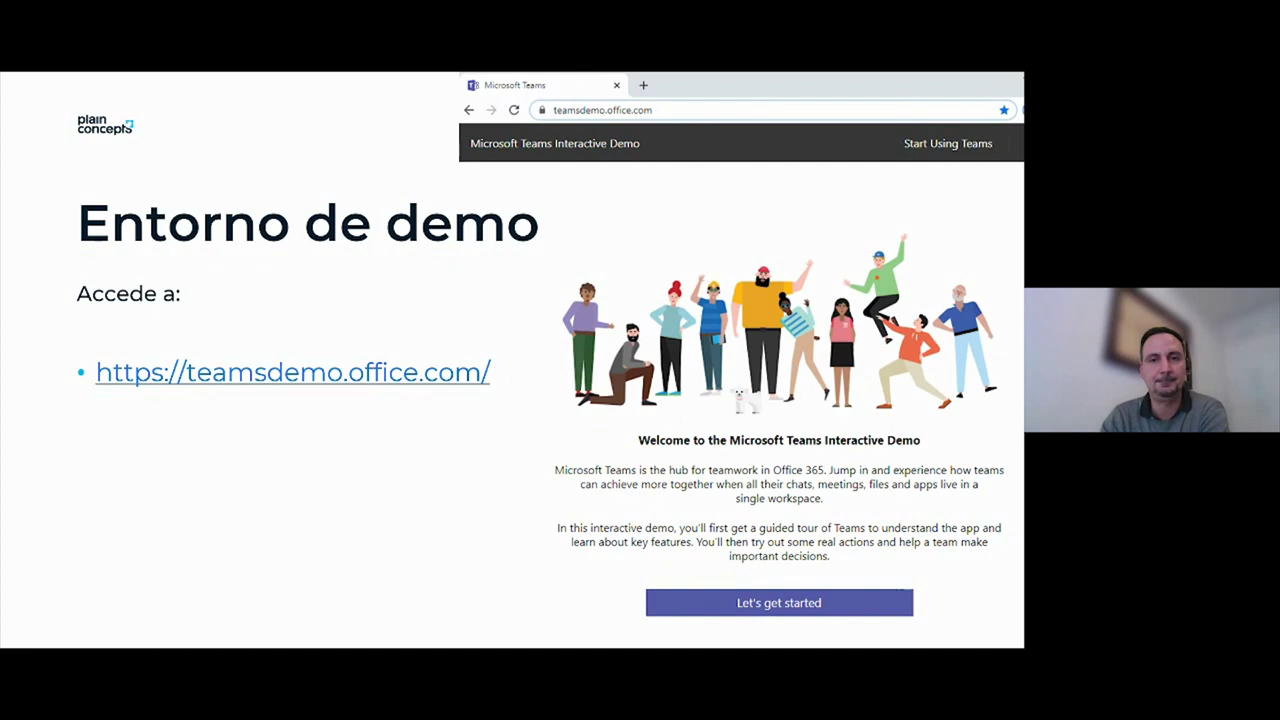 plain
concepts
Entorno de demo
Accede a:
• https://teamsdemo.office.com/
Microsoft Teams
teamsdemo.office.com
Microsoft Teams Interactive Demo
Start Using Teams
Welcome to the Microsoft Teams Interactive Demo
Microsoft Teams is the hub for teamwork in Office 365. Jump in and experience how teams
can achieve more together when all their chats, meetings, files and apps live in a
single workspace.
In this interactive demo, you'll first get a guided tour of Teams to understand the app and
learn about key features. You'll then try out some real actions and help a team make
important decisions.
Let's get started